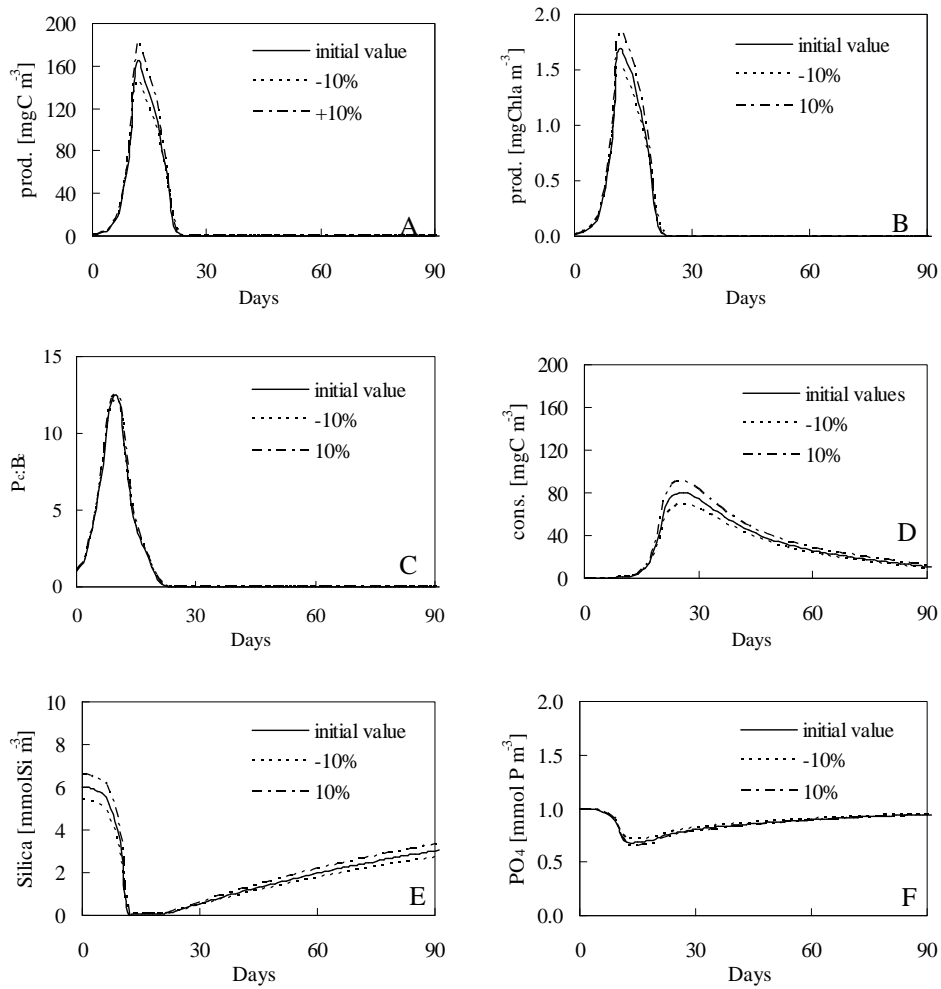 prod. [mgC m-3]
200
160
120
80
40
0
initial value
-10%
+10%
A
0 30 60 90
Days
prod. [mgChla m-3]
2.0
1.5
1.0
0.5
0.0
initial value
-10%
10%
B
0 30 60 90
Days
Pc:Bc
15
10
5
0
initial value
-10%
10%
C
0 30 60 90
Days
cons. [mgC m-3]
200
160
120
80
40
0
initial values
-10%
10%
D
0 30 60 90
Days
Silica [mmolSi m-3]
10
8
6
4
2
0
initial value
-10%
10%
E
0 30 60 90
Days
PO4 [mmol P m-3]
2.0
1.5
1.0
0.5
0.0
initial value
-10%
10%
F
0 30 60 90
Days